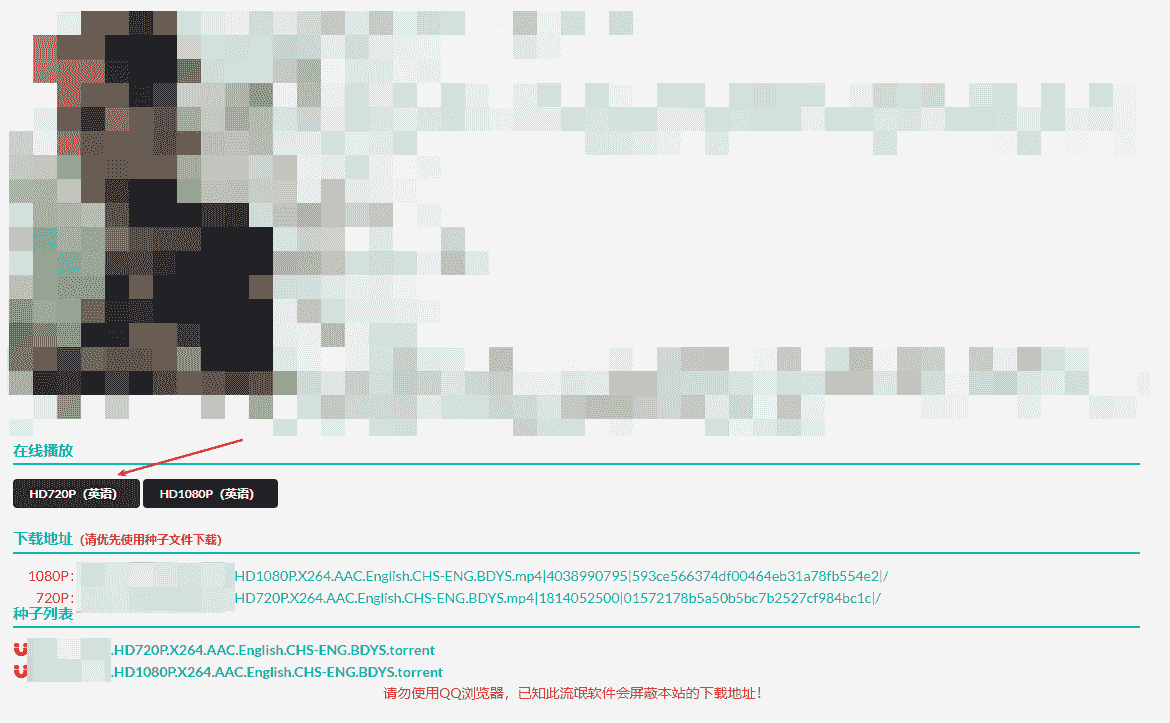 在线播放
HD720P（英语） HD1080P（英语）
下载地址（请优先使用种子文件下载）
1080P: HD1080P.X264.AAC.English.CHS-ENG.BDYS.mp4|4038990795|593ce566374df00464eb31a78fb554e2|/
720P: HD720P.X264.AAC.English.CHS-ENG.BDYS.mp4|1814052500|01572178b5a50b5bc7b2527cf984bc1c|/
种子列表
.HD720P.X264.AAC.English.CHS-ENG.BDYS.torrent
.HD1080P.X264.AAC.English.CHS-ENG.BDYS.torrent
请勿使用QQ浏览器，已知此流氓软件会屏蔽本站的下载地址！